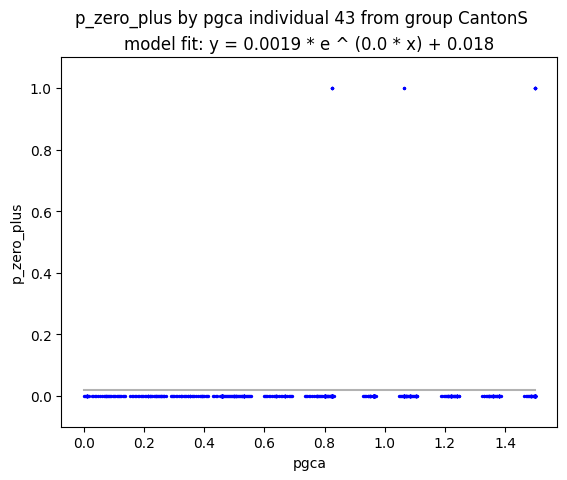 p_zero_plus by pgca individual 43 from group CantonS
model fit: y = 0.0019 * e ^ (0.0 * x) + 0.018
1.0
0.8
0.6
0.4
0.2
0.0
p_zero_plus
0.0 0.2 0.4 0.6 0.8 1.0 1.2 1.4
pgca